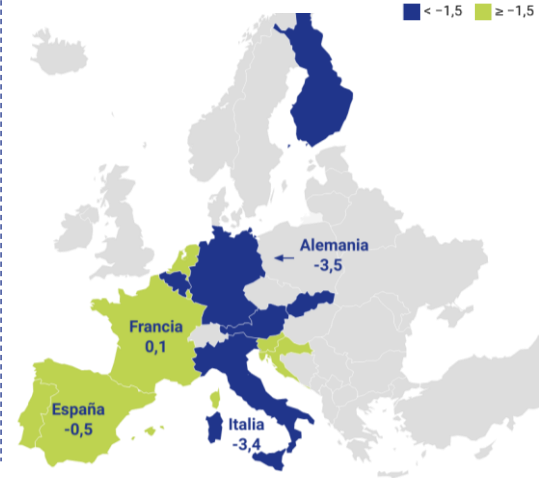 < −1,5 ≥ −1,5
Alemania
-3,5
Francia
0,1
España
-0,5
Italia
-3,4